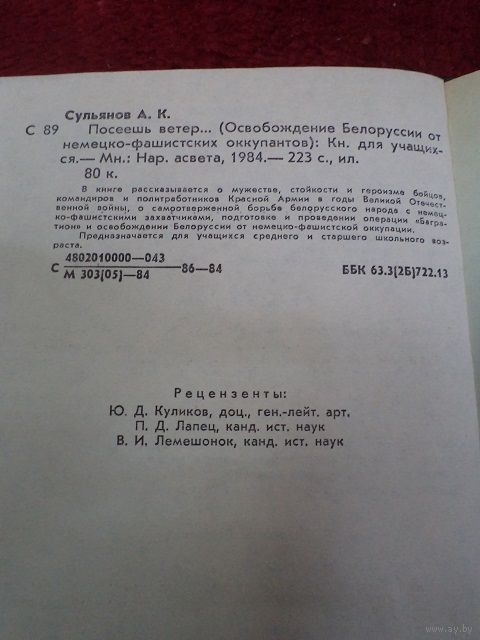 Сульянов А. К.
С 89 Посеешь ветер... (Освобождение Белоруссии от
немецко-фашистских оккупантов): Кн. для учащих-
ся.— Мн.: Нар. асвета, 1984.— 223 с., ил.
80 к.
В книге рассказывается о мужестве, стойкости и героизме бойцов,
командиров и политработников Красной Армии в годы Великой Отечест-
венной войны, о самоотверженной борьбе белорусского народа с немец-
ко-фашистскими захватчиками, подготовке и проведении операции «Багра-
тион» и освобождении Белоруссии от немецко-фашистской оккупации.
Предназначается для учащихся среднего и старшего школьного воз-
раста.
4802010000—043
С 86—84 ББК 63.3(2Б)722.13
М 303(05)—84
Рецензенты:
Ю. Д. Куликов, доц., ген.-лейт. арт.
П. Д. Лапец, канд. ист. наук
В. И. Лемешонок, канд. ист. наук
www.ay.by